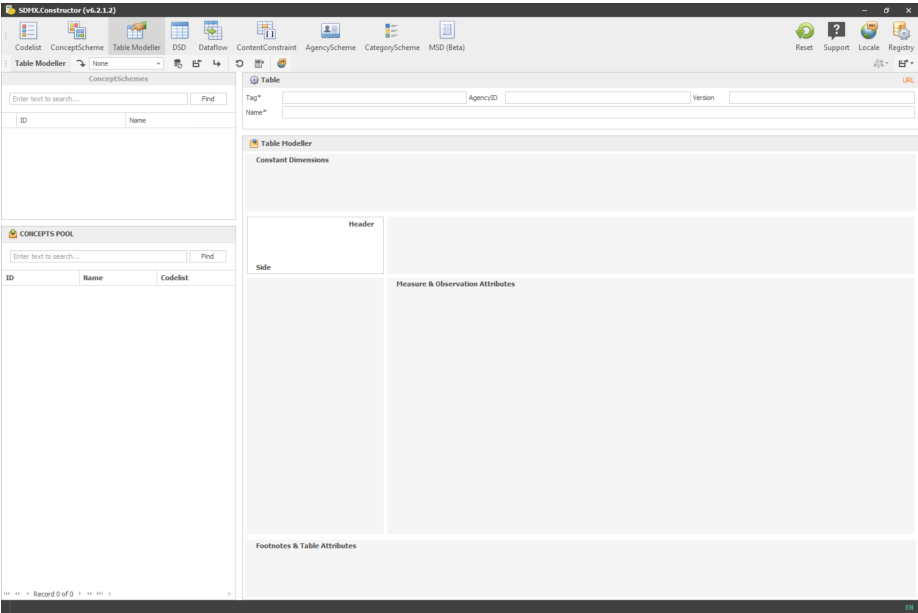 SDMX.Constructor (v6.2.1.2)
Codelist ConceptScheme Table Modeller DSD Dataflow ContentConstraint AgencyScheme CategoryScheme MSD (Beta) Reset Support Locale Registry
Table Modeller None
ConceptSchemes
Enter text to search... Find
ID Name
CONCEPTS POOL
Enter text to search... Find
ID Name Codelist
Record 0 of 0
Table URL
Tag* AgencyID Version
Name*
Table Modeller
Constant Dimensions
Header
Side
Measure & Observation Attributes
Footnotes & Table Attributes
EN